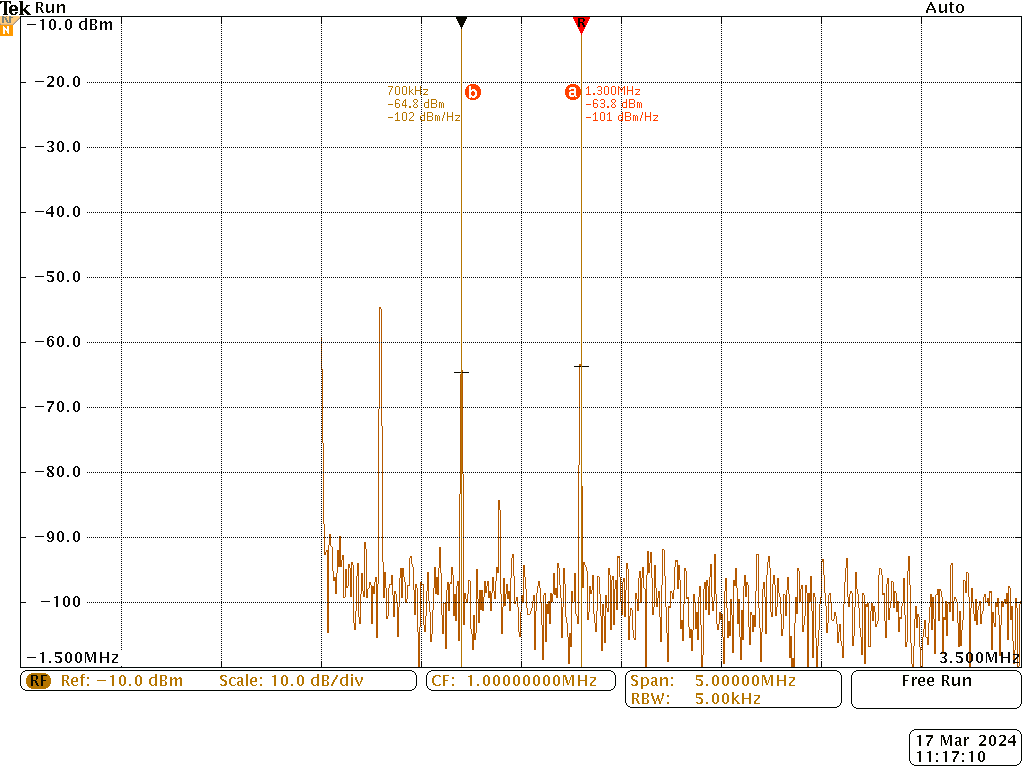 Tek Run Auto
RF
N
−10.0 dBm
R
−20.0
700kHz
−64.8 dBm
−102 dBm/Hz
b
a
1.300MHz
−63.8 dBm
−101 dBm/Hz
−30.0
−40.0
−50.0
−60.0
−70.0
−80.0
−90.0
−100
−1.500MHz 3.500MHz
RF Ref: −10.0 dBm Scale: 10.0 dB/div
CF: 1.00000000MHz
Span: 5.00000MHz
RBW: 5.00kHz
Free Run
17 Mar 2024
11:17:10